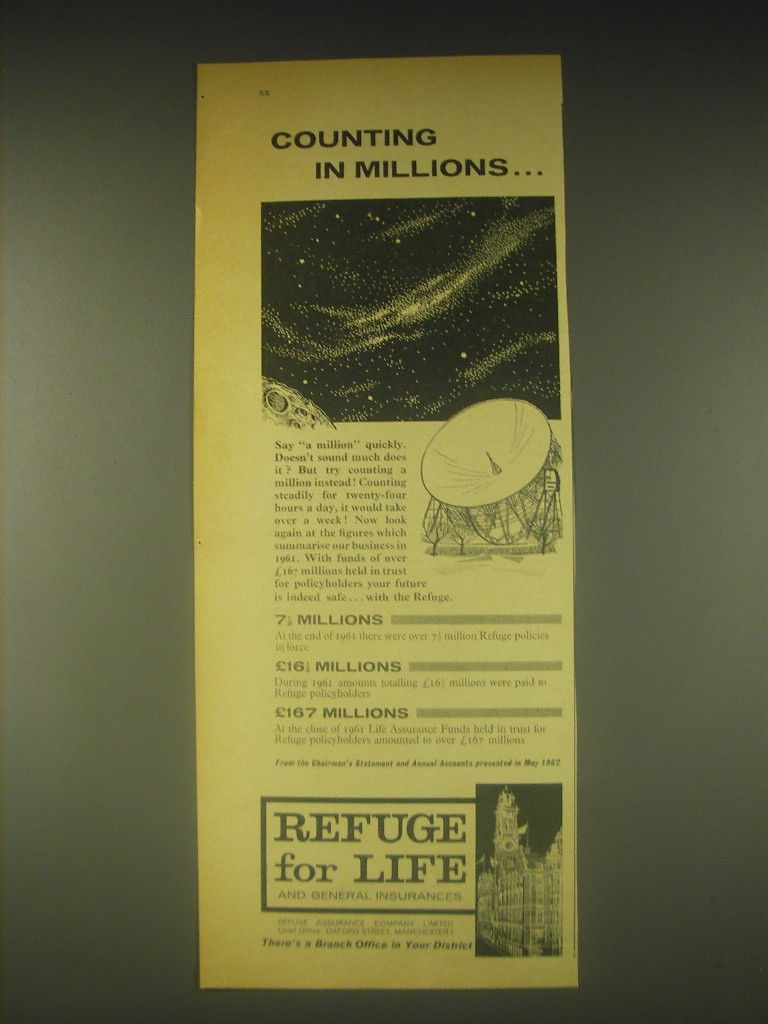 xx
COUNTING
IN MILLIONS...
Say "a million" quickly.
Doesn't sound much does
it? But try counting a
million instead! Counting
steadily for twenty-four
hours a day, it would take
over a week! Now look
again at the figures which
summarise our business in
1961. With funds of over
£167 millions held in trust
for policyholders your future
is indeed safe... with the Refuge.
7½ MILLIONS
At the end of 1961 there were over 7½ million Refuge policies
in force
£16½ MILLIONS
During 1961 amounts totalling £16½ millions were paid to
Refuge policyholders
£167 MILLIONS
At the close of 1961 Life Assurance Funds held in trust for
Refuge policyholders amounted to over £167 millions
From the Chairman's Statement and Annual Accounts presented in May 1962
REFUGE
for LIFE
AND GENERAL INSURANCES
REFUGE ASSURANCE COMPANY LIMITED
Chief Office: OXFORD STREET, MANCHESTER 1.
There's a Branch Office in Your District